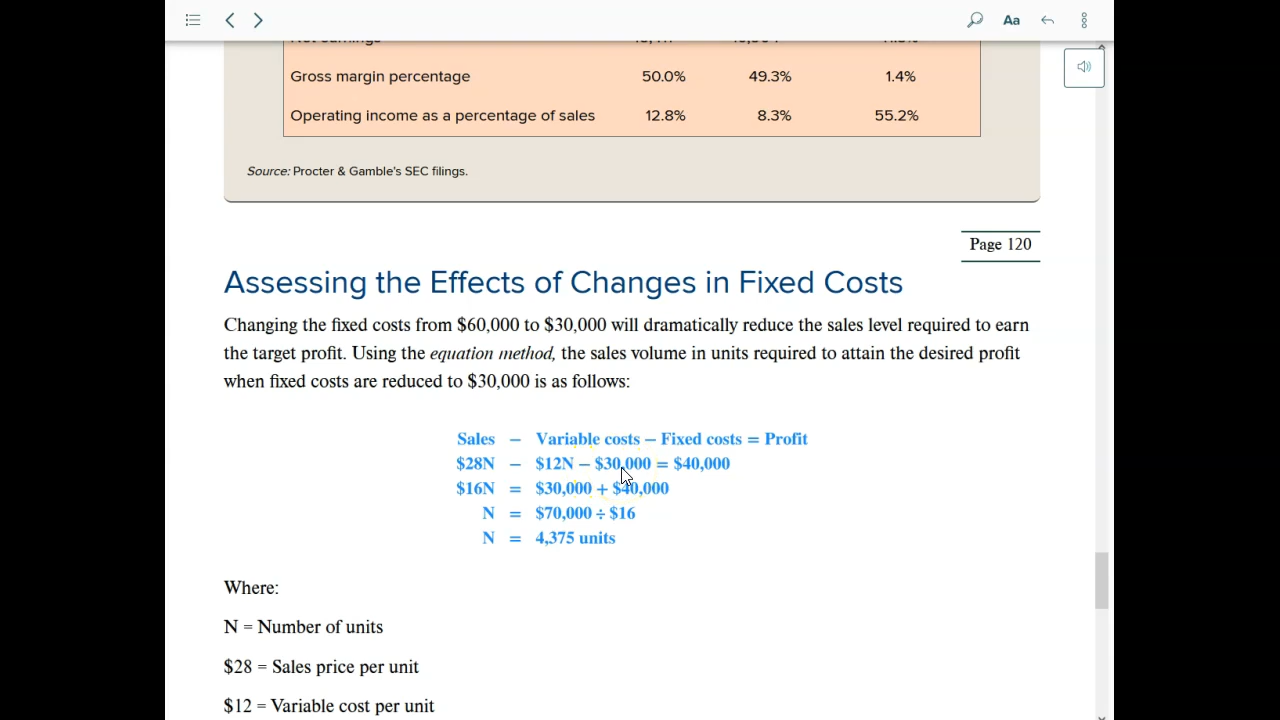 Aa
Gross margin percentage 50.0% 49.3% 1.4%
Operating income as a percentage of sales 12.8% 8.3% 55.2%
Source: Procter & Gamble's SEC filings.
Page 120
Assessing the Effects of Changes in Fixed Costs
Changing the fixed costs from $60,000 to $30,000 will dramatically reduce the sales level required to earn
the target profit. Using the equation method, the sales volume in units required to attain the desired profit
when fixed costs are reduced to $30,000 is as follows:
Sales − Variable costs − Fixed costs = Profit
$28N − $12N − $30,000 = $40,000
$16N = $30,000 + $40,000
N = $70,000 ÷ $16
N = 4,375 units
Where:
N = Number of units
$28 = Sales price per unit
$12 = Variable cost per unit